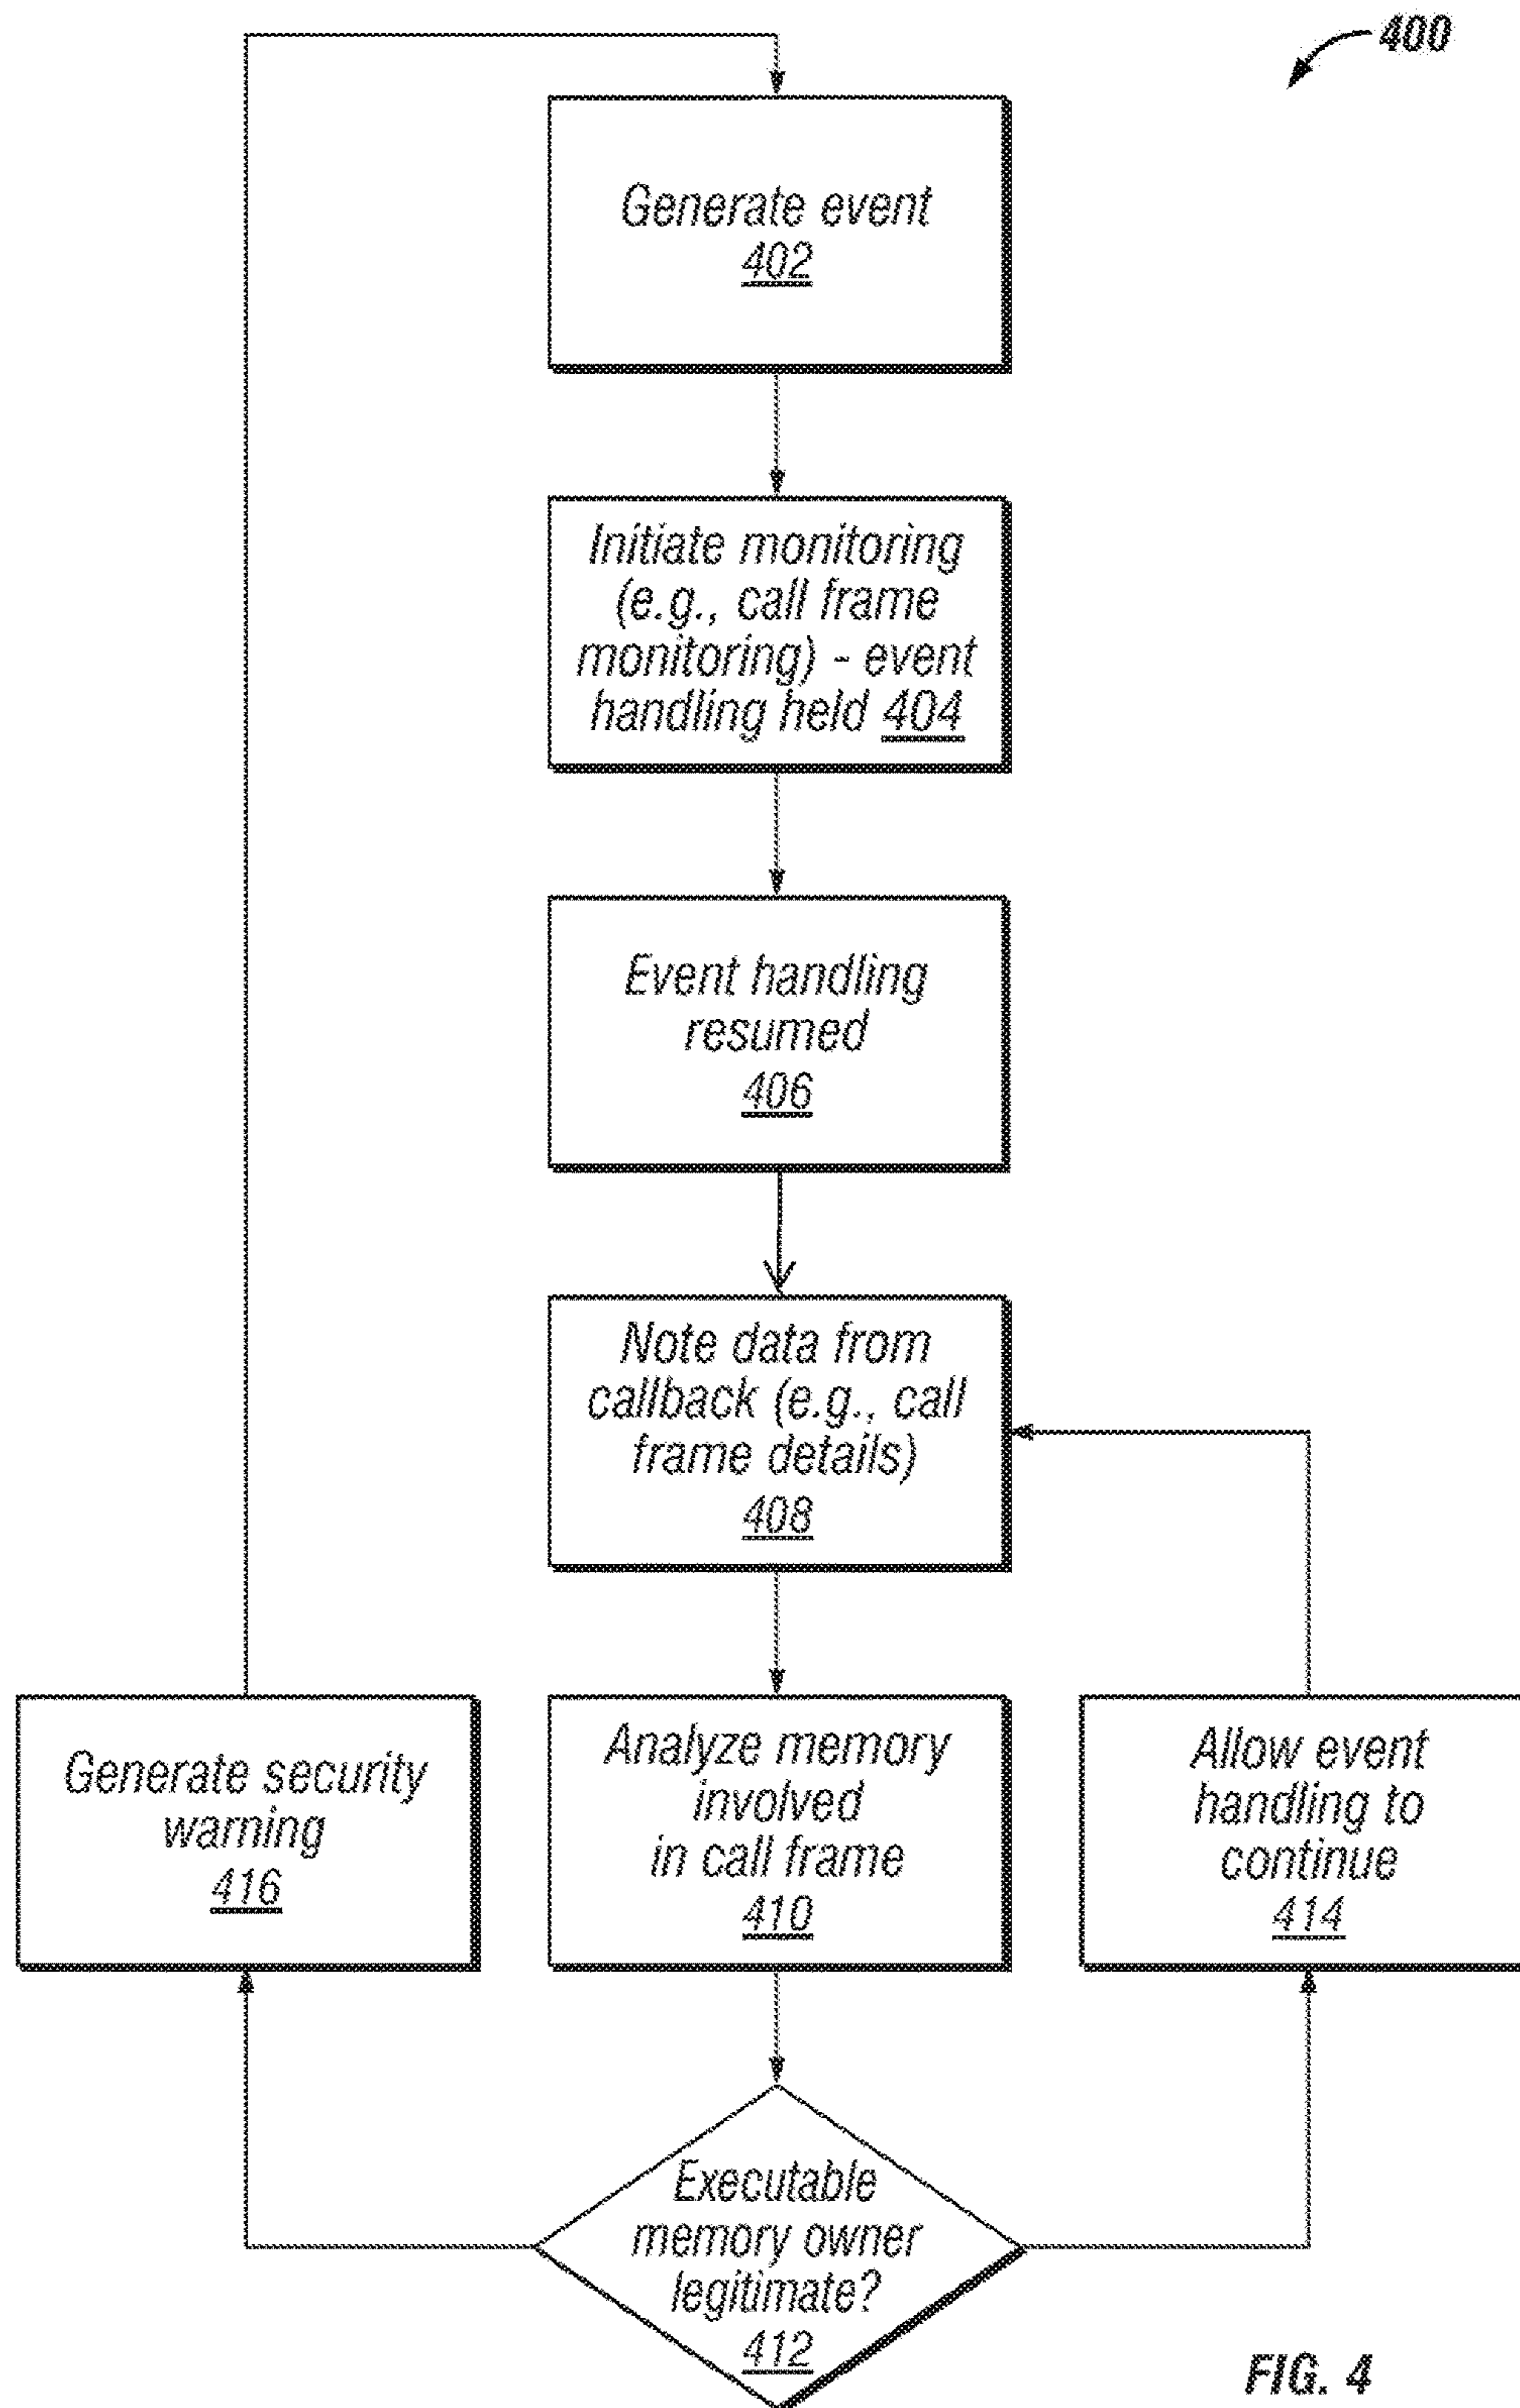 400
Generate event
402
Initiate monitoring
(e.g., call frame
monitoring) - event
handling held 404
Event handling
resumed
406
Note data from
callback (e.g., call
frame details)
408
Generate security
warning
416
Analyze memory
involved
in call frame
410
Allow event
handling to
continue
414
Executable
memory owner
legitimate?
412
FIG. 4